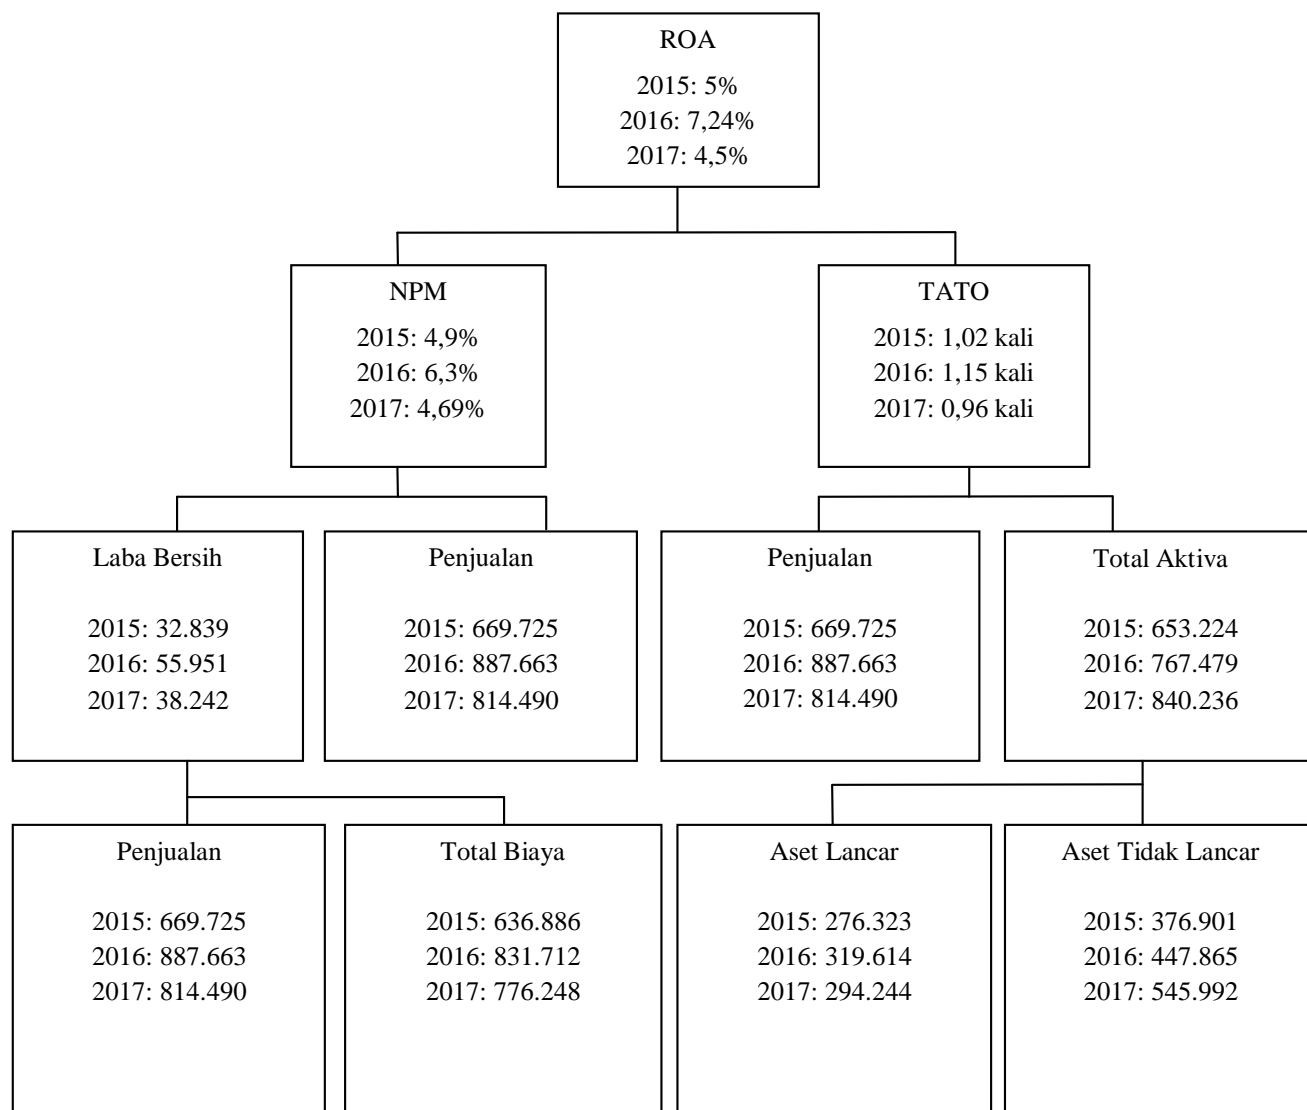 ROA
2015: 5%
2016: 7,24%
2017: 4,5%
NPM
2015: 4,9%
2016: 6,3%
2017: 4,69%
TATO
2015: 1,02 kali
2016: 1,15 kali
2017: 0,96 kali
Laba Bersih
2015: 32.839
2016: 55.951
2017: 38.242
Penjualan
2015: 669.725
2016: 887.663
2017: 814.490
Penjualan
2015: 669.725
2016: 887.663
2017: 814.490
Total Aktiva
2015: 653.224
2016: 767.479
2017: 840.236
Penjualan
2015: 669.725
2016: 887.663
2017: 814.490
Total Biaya
2015: 636.886
2016: 831.712
2017: 776.248
Aset Lancar
2015: 276.323
2016: 319.614
2017: 294.244
Aset Tidak Lancar
2015: 376.901
2016: 447.865
2017: 545.992